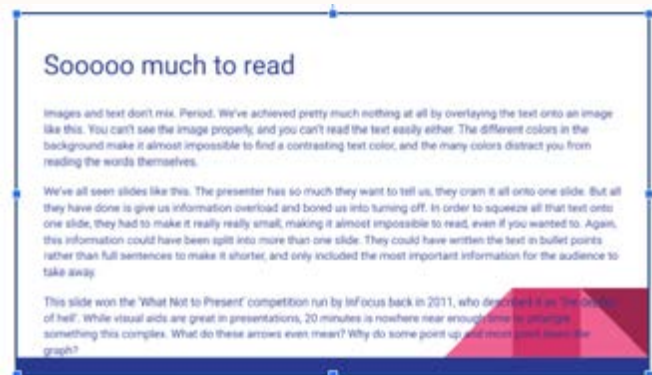 Sooooo much to read
Images and text don't mix. Period. We've achieved pretty much nothing at all by overlaying the text onto an image
like this. You can't see the image properly, and you can't read the text easily either. The different colors in the
background make it almost impossible to find a contrasting text color, and the many colors distract you from
reading the words themselves.
We've all seen slides like this. The presenter has so much they want to tell us, they cram it all onto one slide. But all
they have done is give us information overload and bored us into turning off. In order to squeeze all that text onto
one slide, they had to make it really really small, making it almost impossible to read, even if you wanted to. Again,
this information could have been split into more than one slide. They could have written the text in bullet points
rather than full sentences to make it shorter, and only included the most important information for the audience to
take away.
This slide won the 'What Not to Present' competition run by InFocus back in 2011, who described it as 'the
of hell'. While visual aids are great in presentations, 20 minutes is nowhere near enough time to
something this complex. What do these arrows even mean? Why do some point up and most point down the
graph?